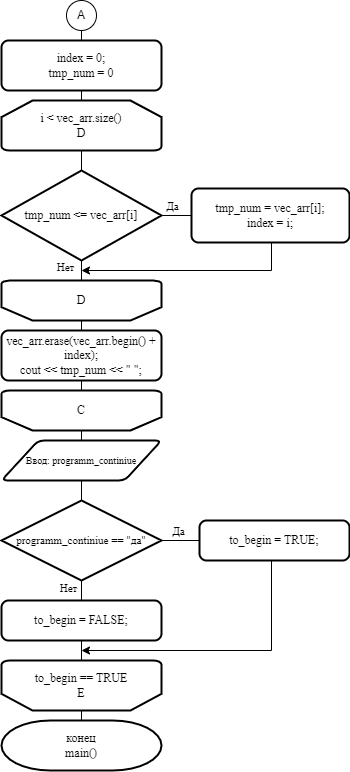 A
index = 0;
tmp_num = 0
i < vec_arr.size()
D
tmp_num <= vec_arr[i]
Да
tmp_num = vec_arr[i];
index = i;
Нет
D
vec_arr.erase(vec_arr.begin() +
index);
cout << tmp_num << " ";
C
Ввод: programm_continiue
programm_continiue == "да"
Да
to_begin = TRUE;
Нет
to_begin = FALSE;
to_begin == TRUE
E
конец
main()